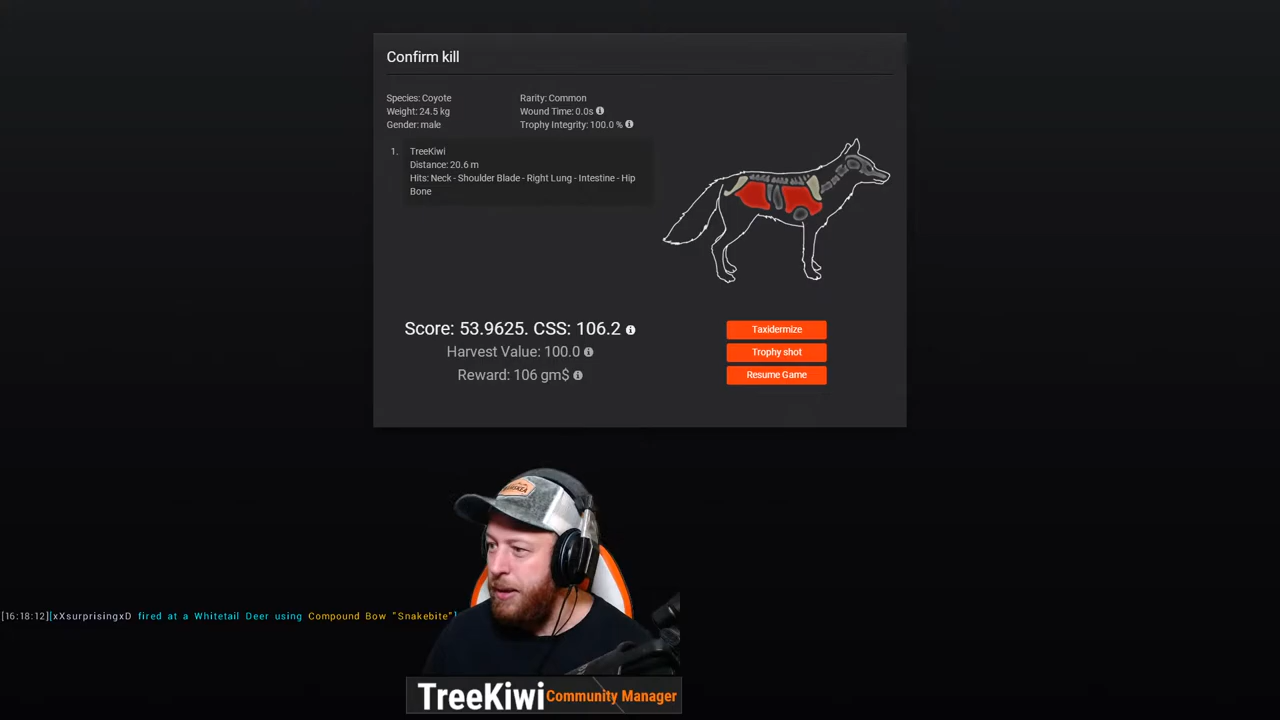 Confirm kill
Species: Coyote
Weight: 24.5 kg
Gender: male
Rarity: Common
Wound Time: 0.0s
Trophy Integrity: 100.0 %
1.
TreeKiwi
Distance: 20.6 m
Hits: Neck - Shoulder Blade - Right Lung - Intestine - Hip
Bone
Score: 53.9625. CSS: 106.2
Harvest Value: 100.0
Reward: 106 gm$
Taxidermize
Trophy shot
Resume Game
[16:18:12][xXsurprisingxD fired at a Whitetail Deer using Compound Bow "Snakebite"]
TreeKiwi Community Manager